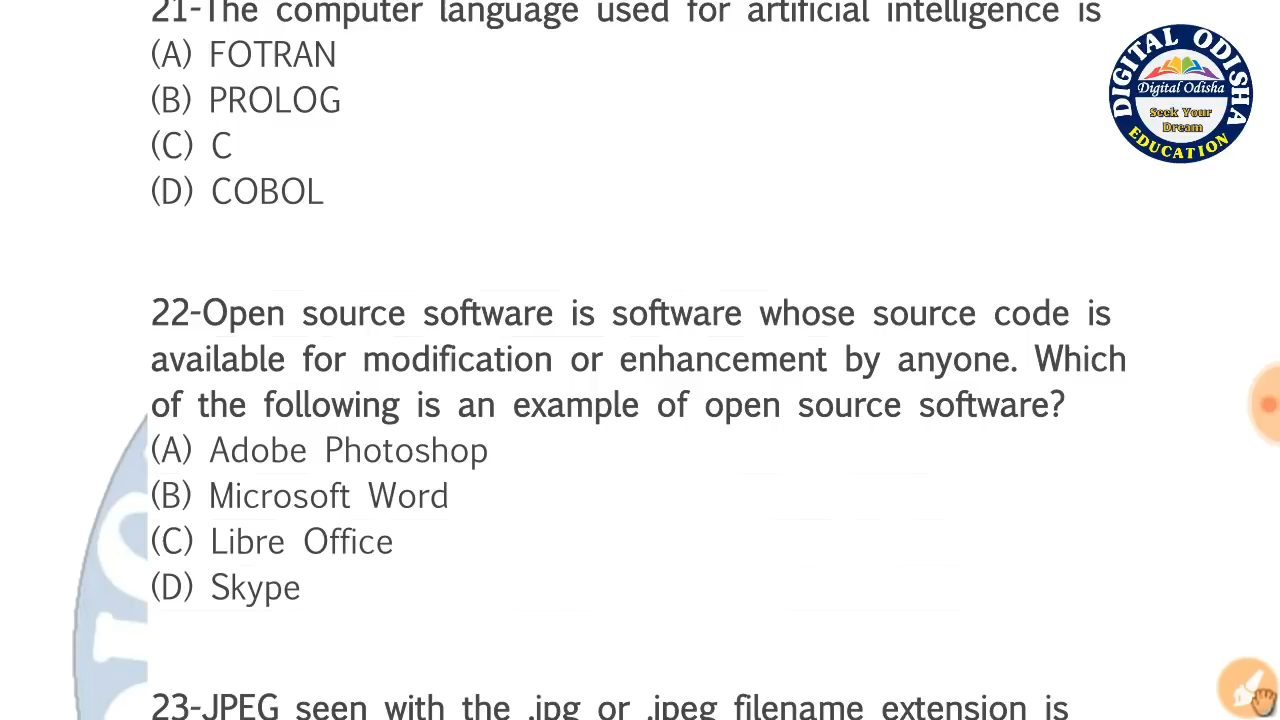 21-The computer language used for artificial intelligence is
(A) FOTRAN
(B) PROLOG
(C) C
(D) COBOL
DIGITAL ODISHA
Digital Odisha
Seek Your
Dream
EDUCATION
22-Open source software is software whose source code is
available for modification or enhancement by anyone. Which
of the following is an example of open source software?
(A) Adobe Photoshop
(B) Microsoft Word
(C) Libre Office
(D) Skype
23-JPEG seen with the .jpg or .jpeg filename extension is